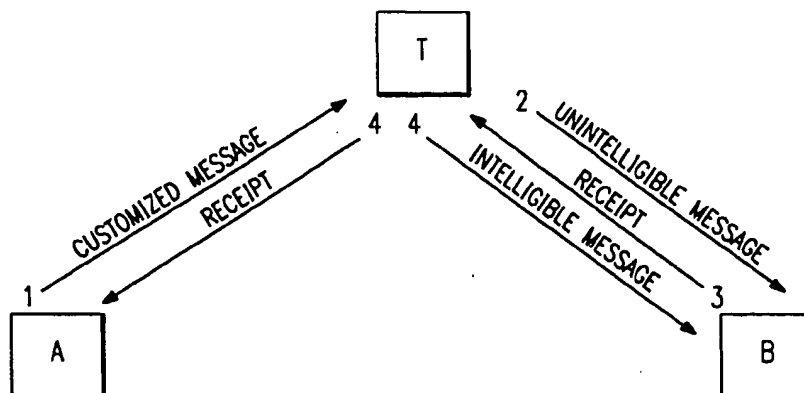 T
2
4 4
CUSTOMIZED MESSAGE
RECEIPT
UNINTELLIGIBLE MESSAGE
RECEIPT
INTELLIGIBLE MESSAGE
1
3
A
B